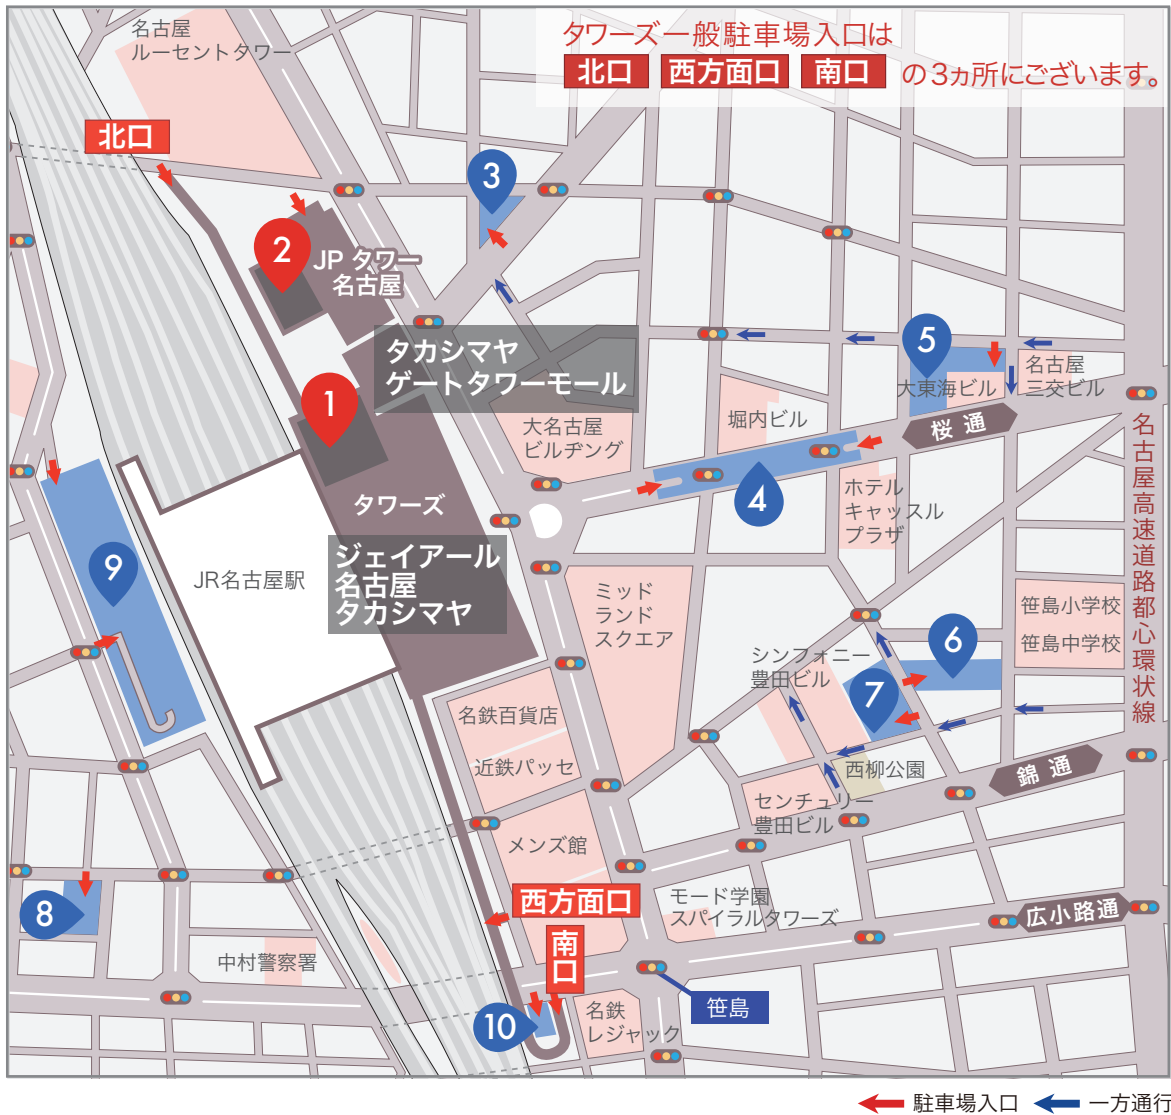 名古屋
ルーセントタワー
タワーズ一般駐車場入口は
北口 西方面口 南口 の3ヵ所にございます。
北口
3
2
JP タワー
名古屋
タカシマヤ
ゲートタワーモール
5
大東海ビル
名古屋
三交ビル
1
大名古屋
ビルヂング
堀内ビル
桜通
名古屋高速道路都心環状線
タワーズ
4
ホテル
キャッスル
プラザ
ジェイアール
名古屋
タカシマヤ
9
JR名古屋駅
ミッド
ランド
スクエア
笹島小学校
笹島中学校
6
シンフォニー
豊田ビル
7
名鉄百貨店
近鉄パッセ
西柳公園
錦通
センチュリー
豊田ビル
メンズ館
8
西方面口
モード学園
スパイラルタワーズ
広小路通
南口
中村警察署
笹島
10
名鉄
レジャック
駐車場入口 一方通行